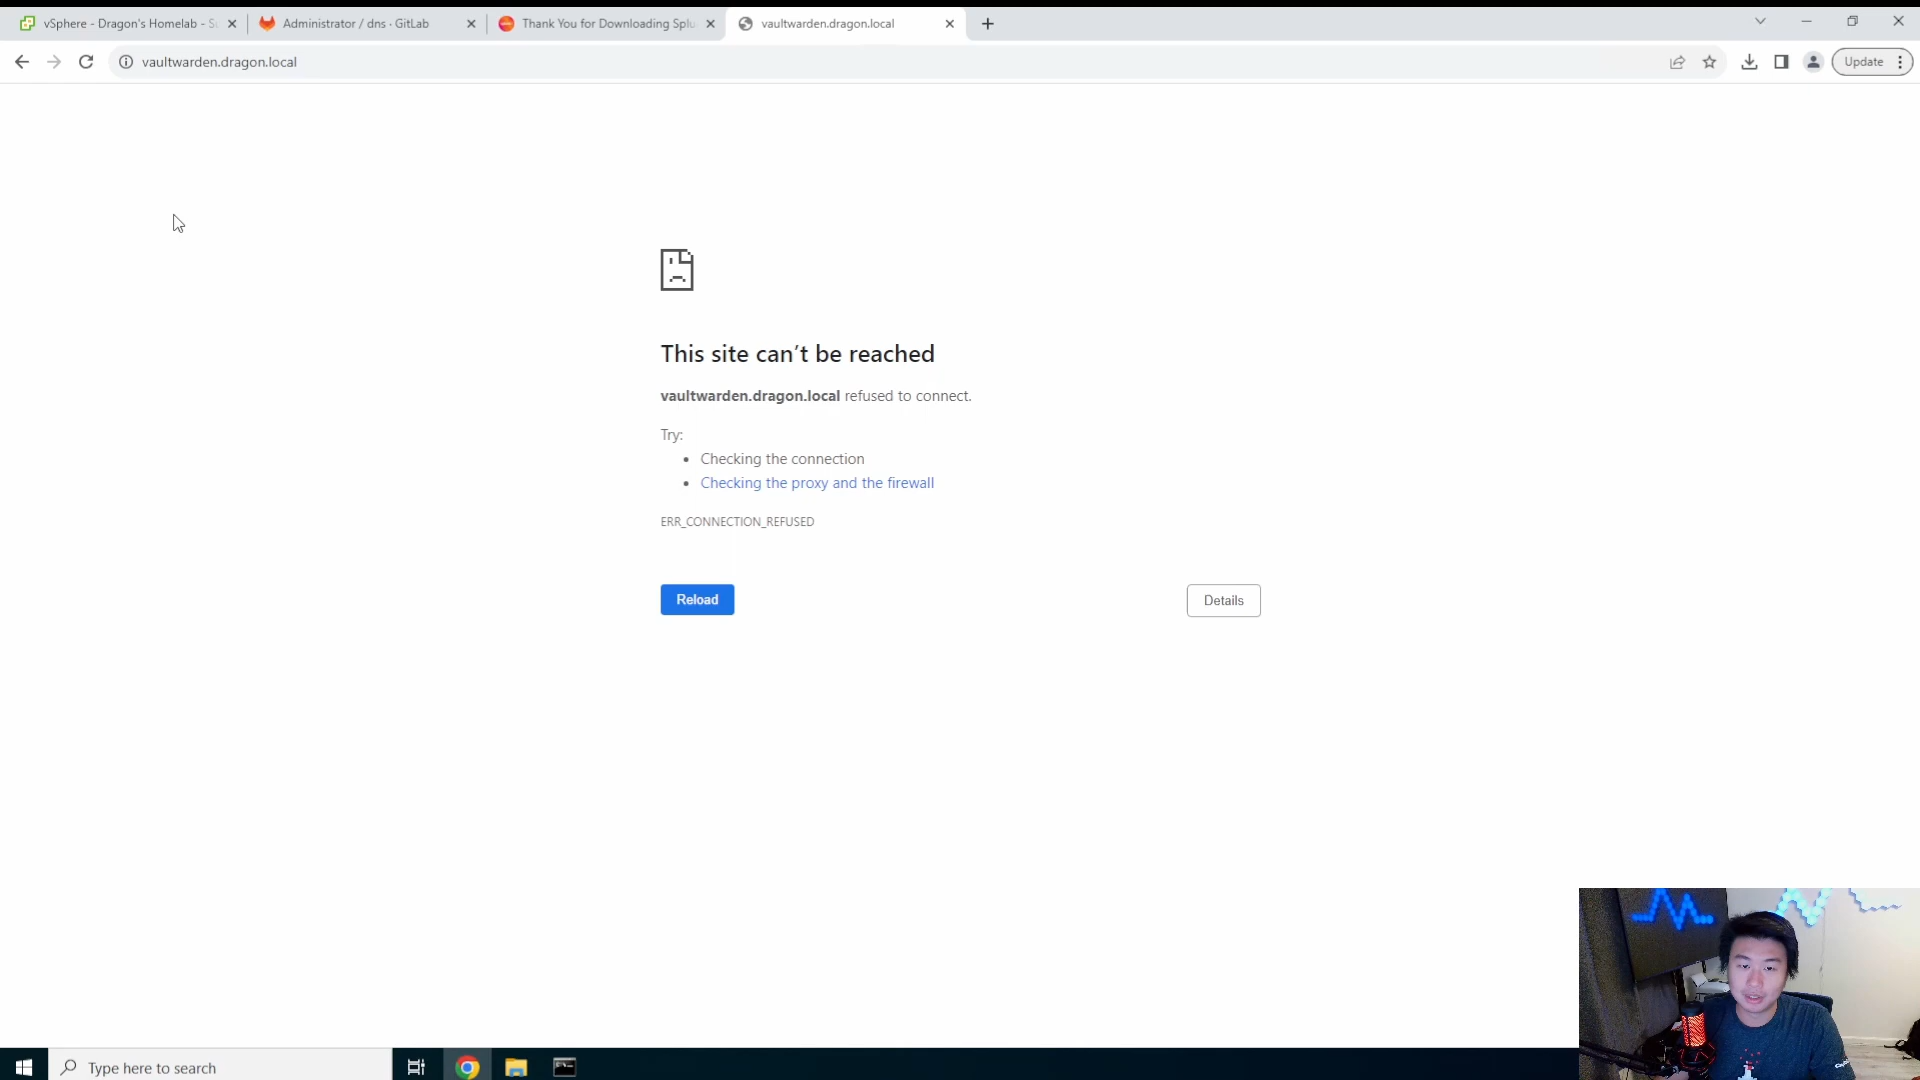 vSphere - Dragon's Homelab - Su
Administrator / dns · GitLab
Thank You for Downloading Splu
vaultwarden.dragon.local
vaultwarden.dragon.local
Update
This site can't be reached
vaultwarden.dragon.local refused to connect.
Try:
Checking the connection
Checking the proxy and the firewall
ERR_CONNECTION_REFUSED
Reload
Details
Type here to search